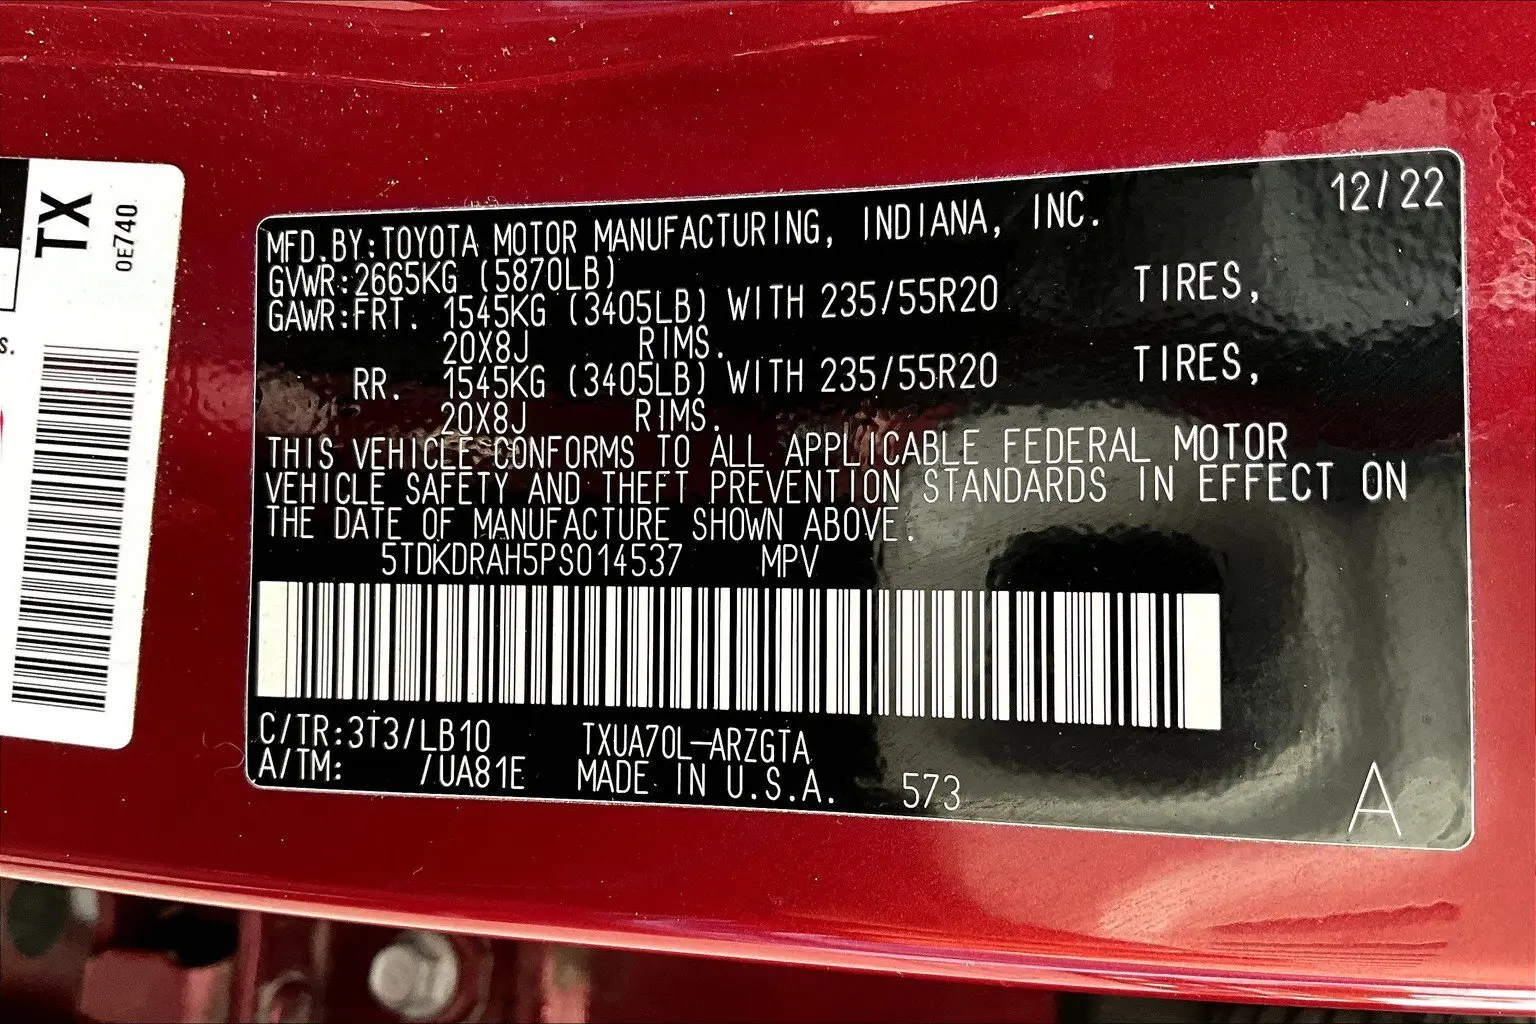 TX
OE740
s.
12/22
MFD.BY:TOYOTA MOTOR MANUFACTURING, INDIANA, INC.
GVWR:2665KG (5870LB)
GAWR:FRT. 1545KG (3405LB) WITH 235/55R20 TIRES,
20X8J RIMS.
RR. 1545KG (3405LB) WITH 235/55R20 TIRES,
20X8J RIMS.
THIS VEHICLE CONFORMS TO ALL APPLICABLE FEDERAL MOTOR
VEHICLE SAFETY AND THEFT PREVENTION STANDARDS IN EFFECT ON
THE DATE OF MANUFACTURE SHOWN ABOVE.
5TDKDRAH5PS014537 MPV
C/TR:3T3/LB10 TXUA70L-ARZGTA
A/TM: /UA81E MADE IN U.S.A. 573
A